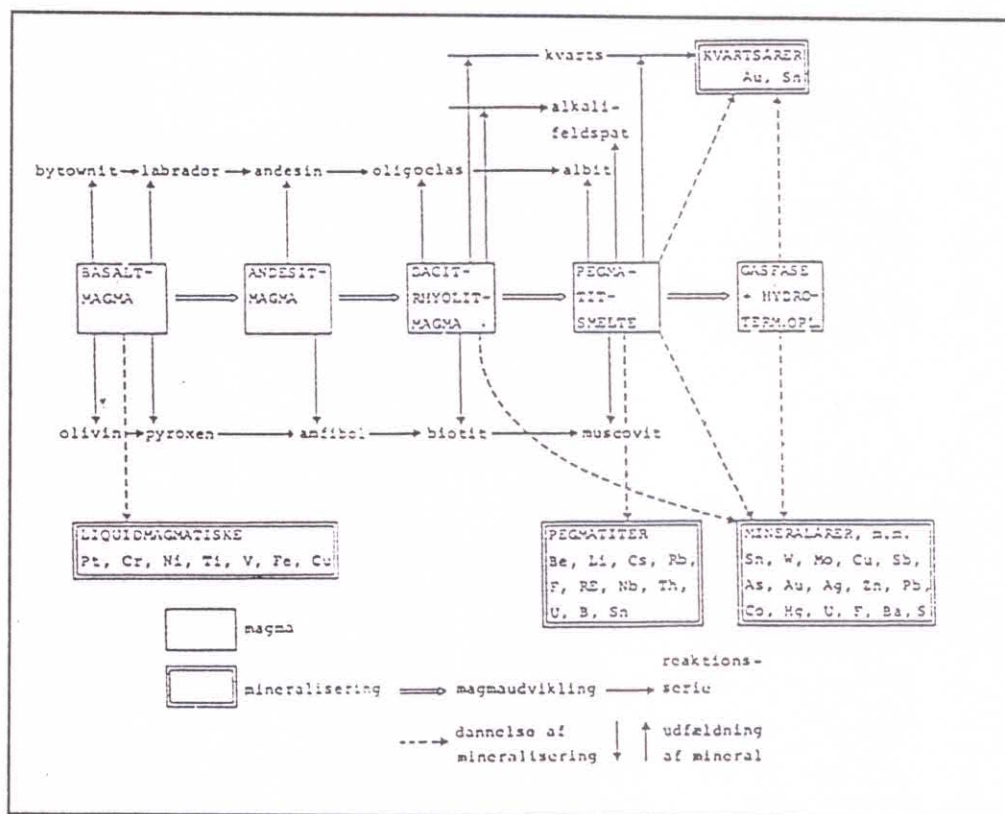 kvarts
KVARTSÅRER
Au, Sn
alkali-
feldspat
bytownit
labrador
andesin
oligoclas
albit
BASALT-
MAGMA
ANDESIT-
MAGMA
DACIT-
RHYOLIT-
MAGMA
PEGMA-
TIT-
SMELTE
GASFASE
+ HYDRO-
TERM.OPL.
olivin
pyroxen
amfibol
biotit
muscovit
LIQUIDMAGMATISKE
Pt, Cr, Ni, Ti, V, Fe, Cu
PEGMATITER
Be, Li, Cs, Rb,
F, RE, Nb, Th,
U, B, Sn
MINERALÅRER, m.m.
Sn, W, Mo, Cu, Sb,
As, Au, Ag, Zn, Pb,
Co, Hg, U, F, Ba, S
magma
mineralisering
magmaudvikling
reaktions-
serie
dannelse af
mineralisering
udfældning
af mineral